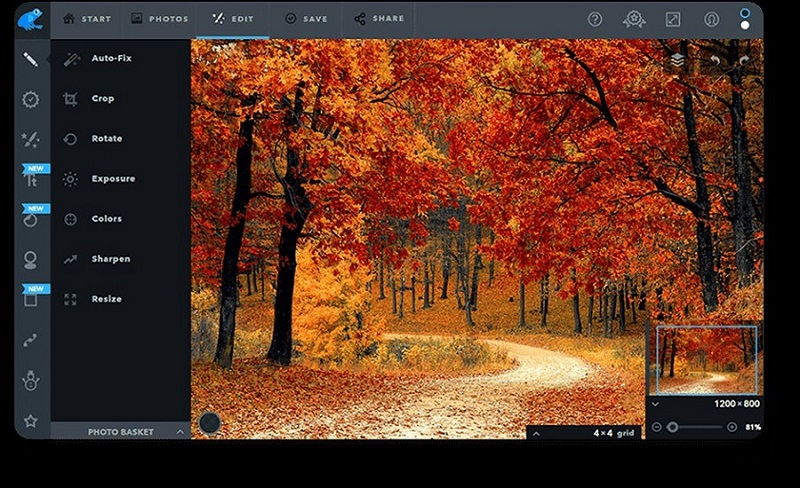 START
PHOTOS
EDIT
SAVE
SHARE
Auto-Fix
Crop
Rotate
NEW
Tt
Exposure
NEW
Colors
Sharpen
NEW
Resize
1200×800
PHOTO BASKET
4×4 grid
81%